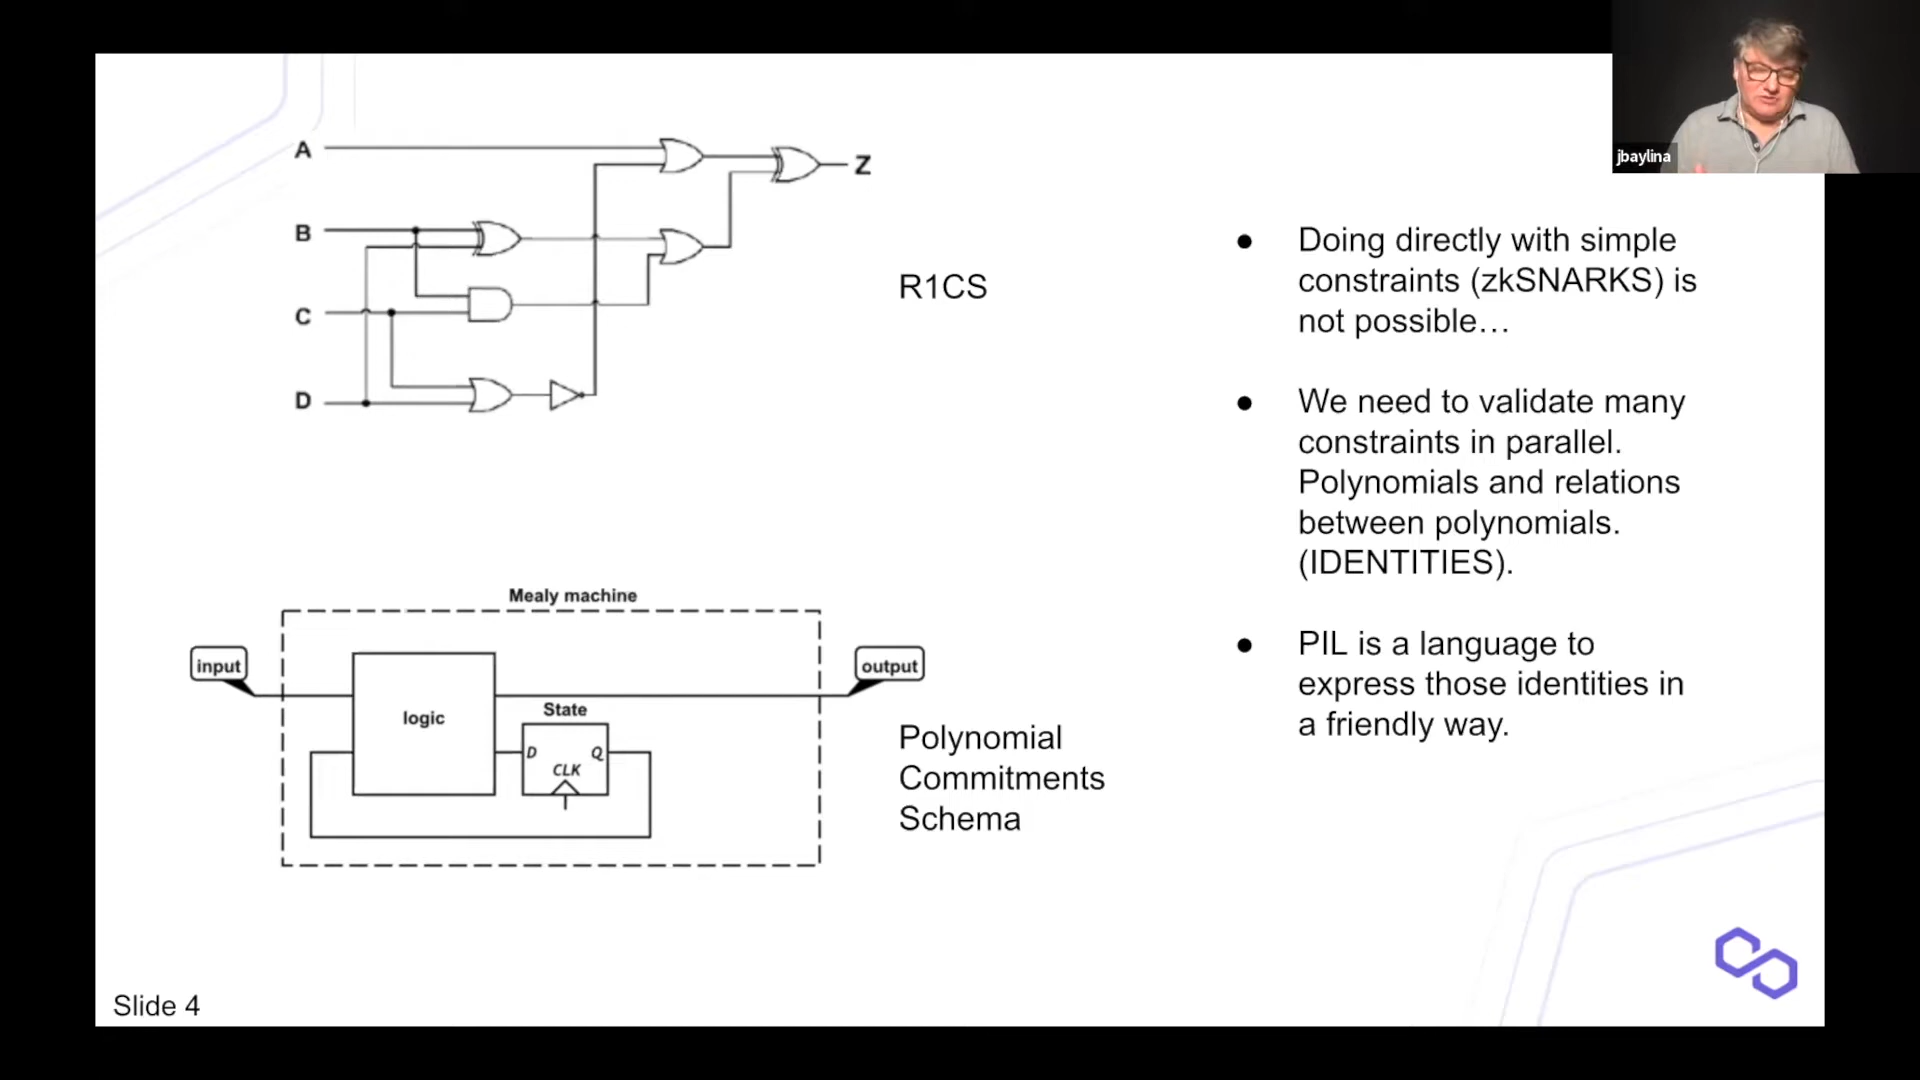 jbaylina
A
Z
B
C
D
R1CS
● Doing directly with simple
constraints (zkSNARKS) is
not possible…
● We need to validate many
constraints in parallel.
Polynomials and relations
between polynomials.
(IDENTITIES).
● PIL is a language to
express those identities in
a friendly way.
Mealy machine
input
output
logic
State
D
Q
CLK
Polynomial
Commitments
Schema
Slide 4